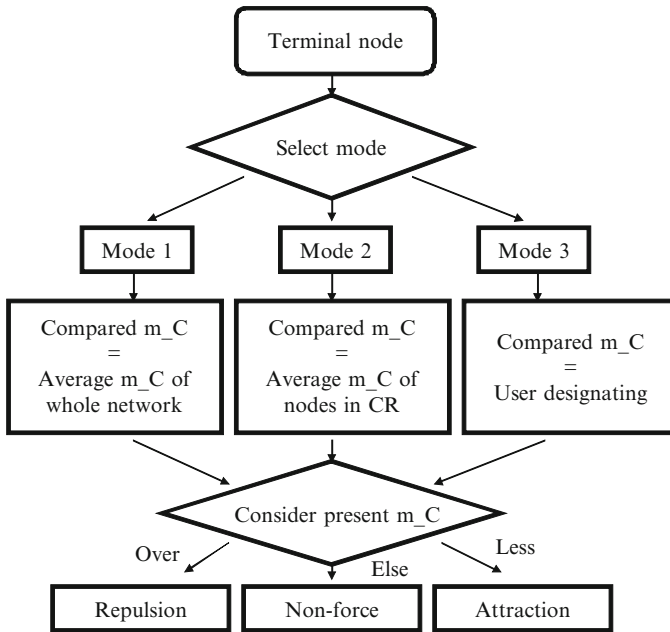 Terminal node
Select mode
Mode 1
Mode 2
Mode 3
Compared m_C
=
Average m_C of
whole network
Compared m_C
=
Average m_C of
nodes in CR
Compared m_C
=
User designating
Consider present m_C
Over
Else
Less
Repulsion
Non-force
Attraction